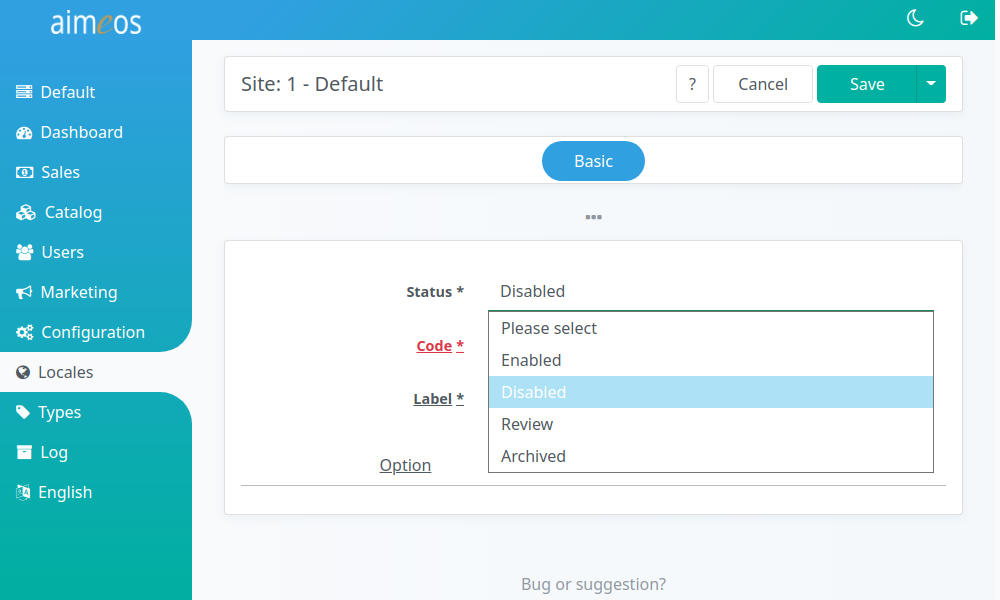 aimeos
Default
Dashboard
Sales
Catalog
Users
Marketing
Configuration
Locales
Types
Log
English
Site: 1 - Default
?
Cancel
Save
Basic
Status *
Disabled
Code *
Label *
Option
Please select
Enabled
Disabled
Review
Archived
Bug or suggestion?